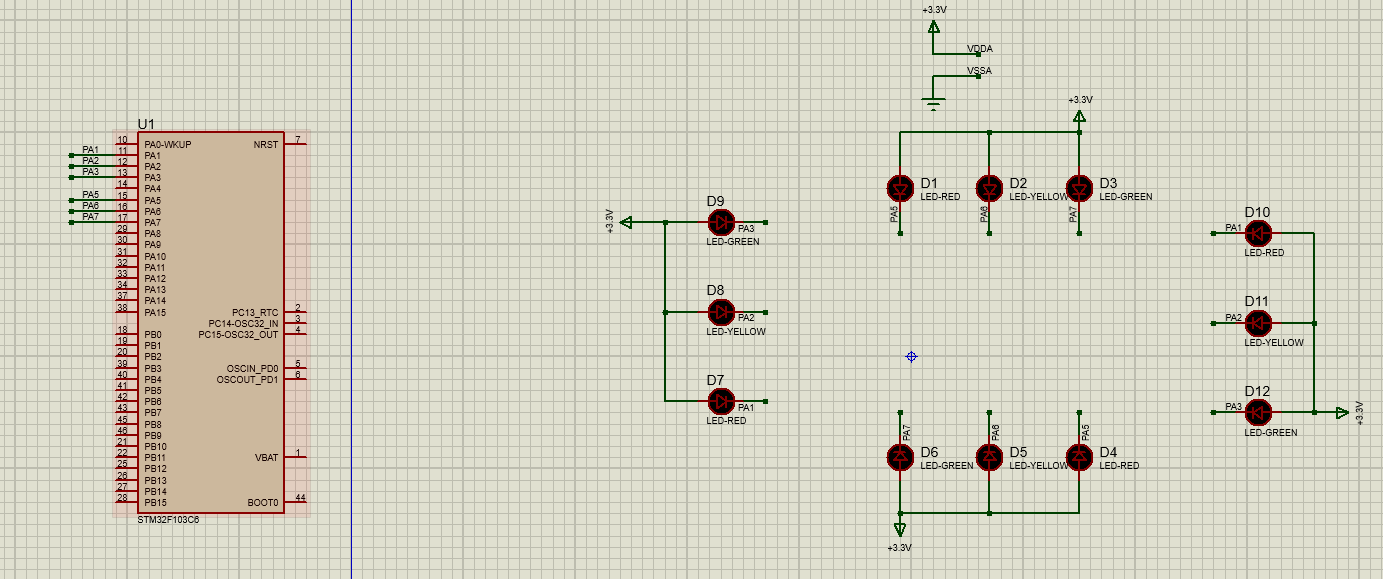 +3.3V
VDDA
VSSA
+3.3V
U1
10 PA0-WKUP NRST 7
PA1 11 PA1
PA2 12 PA2
PA3 13 PA3
14 PA4
PA5 15 PA5
PA6 16 PA6
PA7 17 PA7
29 PA8
30 PA9
31 PA10
32 PA11
33 PA12
34 PA13
37 PA14
38 PA15 PC13_RTC 2
PC14-OSC32_IN 3
18 PB0 PC15-OSC32_OUT 4
19 PB1
20 PB2
39 PB3 OSCIN_PD0 5
40 PB4 OSCOUT_PD1 6
41 PB5
42 PB6
43 PB7
45 PB8
46 PB9
21 PB10
22 PB11 VBAT 1
25 PB12
26 PB13
27 PB14
28 PB15 BOOT0 44
STM32F103C6
+3.3V
D9
PA3
LED-GREEN
D8
PA2
LED-YELLOW
D7
PA1
LED-RED
D1
LED-RED
PA5
D2
LED-YELLOW
PA6
D3
LED-GREEN
PA7
D10
PA1
LED-RED
D11
PA2
LED-YELLOW
D12
PA3
LED-GREEN
+3.3V
PA7
D6
LED-GREEN
PA6
D5
LED-YELLOW
PA5
D4
LED-RED
+3.3V